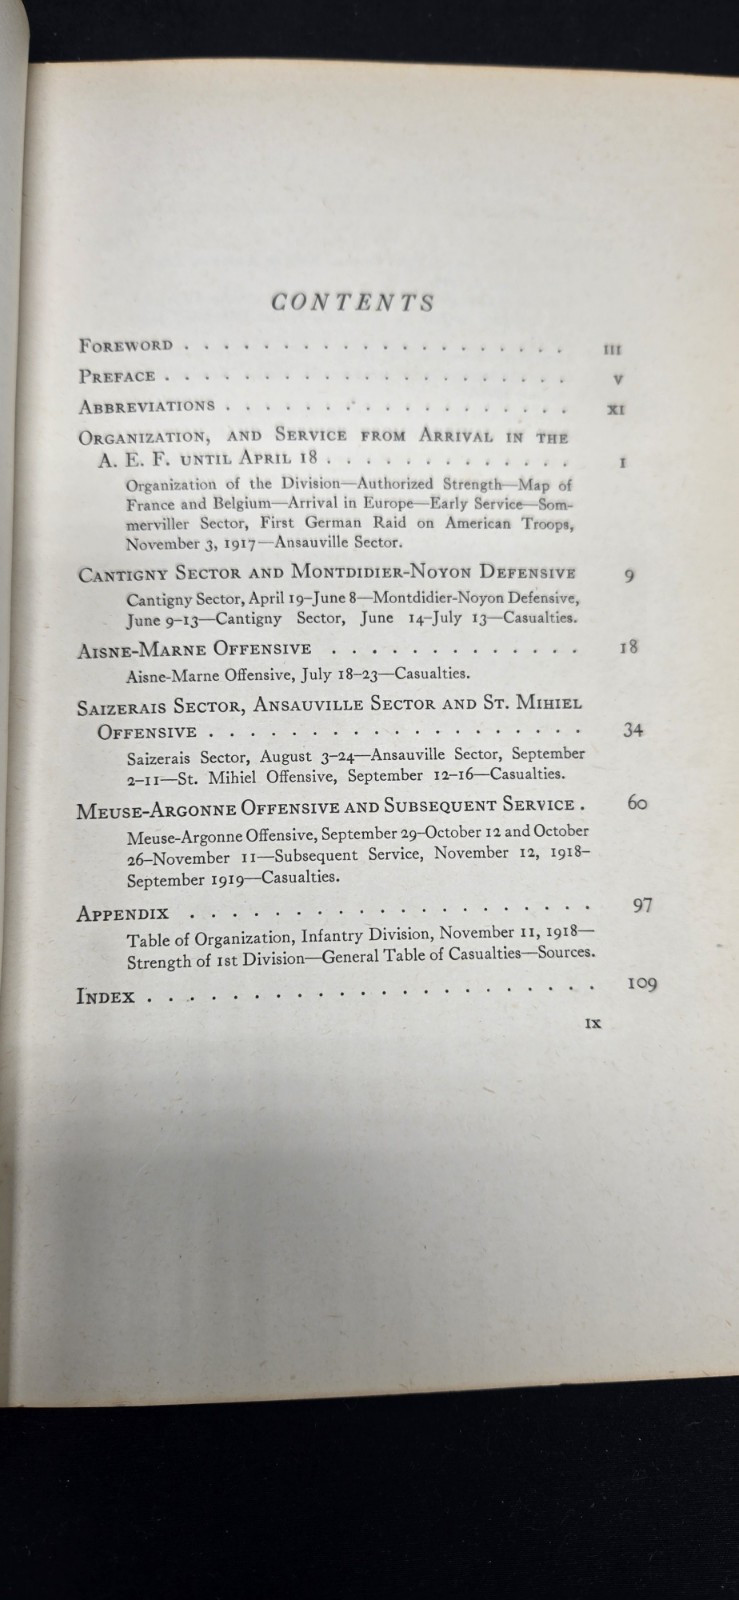 CONTENTS
FOREWORD . . . . . . . . . . . . . . . . . . . . III
PREFACE . . . . . . . . . . . . . . . . . . . . . V
ABBREVIATIONS . . . . . . . . . . . . . . . . . . XI
ORGANIZATION, AND SERVICE FROM ARRIVAL IN THE
A. E. F. UNTIL APRIL 18 . . . . . . . . . . . . . 1
Organization of the Division—Authorized Strength—Map of
France and Belgium—Arrival in Europe—Early Service—Som-
merviller Sector, First German Raid on American Troops,
November 3, 1917—Ansauville Sector.
CANTIGNY SECTOR AND MONTDIDIER-NOYON DEFENSIVE 9
Cantigny Sector, April 19–June 8—Montdidier-Noyon Defensive,
June 9–13—Cantigny Sector, June 14–July 13—Casualties.
AISNE-MARNE OFFENSIVE . . . . . . . . . . . . . 18
Aisne-Marne Offensive, July 18–23—Casualties.
SAIZERAIS SECTOR, ANSAUVILLE SECTOR AND ST. MIHIEL
OFFENSIVE . . . . . . . . . . . . . . . . . . . 34
Saizerais Sector, August 3–24—Ansauville Sector, September
2–11—St. Mihiel Offensive, September 12–16—Casualties.
MEUSE-ARGONNE OFFENSIVE AND SUBSEQUENT SERVICE . 60
Meuse-Argonne Offensive, September 29–October 12 and October
26–November 11—Subsequent Service, November 12, 1918–
September 1919—Casualties.
APPENDIX . . . . . . . . . . . . . . . . . . . . 97
Table of Organization, Infantry Division, November 11, 1918—
Strength of 1st Division—General Table of Casualties—Sources.
INDEX . . . . . . . . . . . . . . . . . . . . . 109
IX